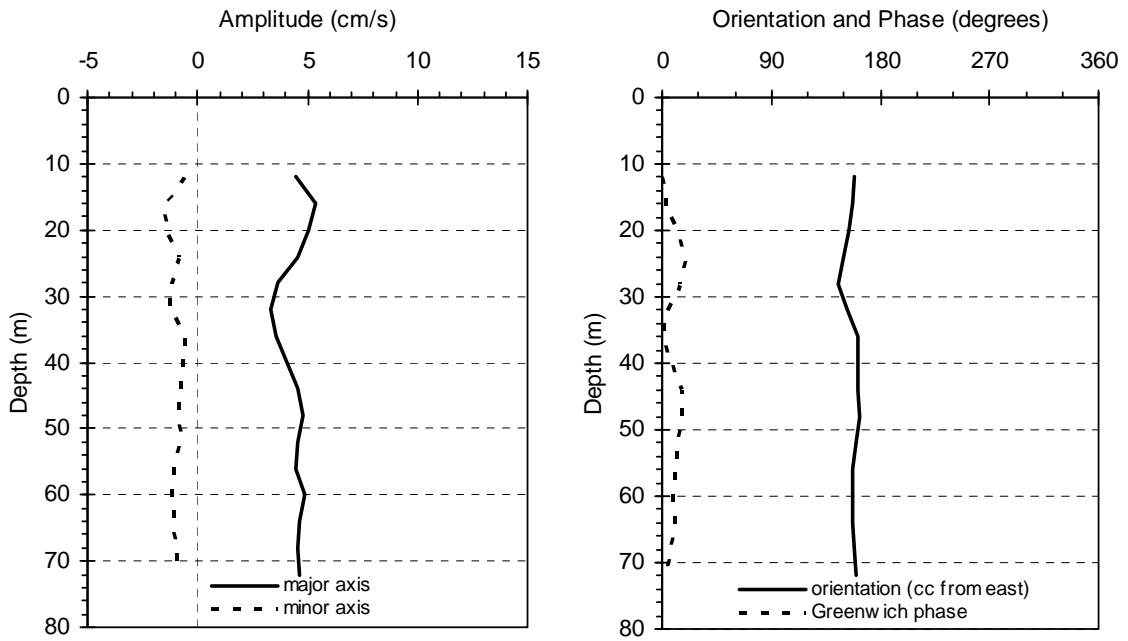 Amplitude (cm/s)
-5 0 5 10 15
0
10
20
30
40
50
60
70
80
Depth (m)
major axis
minor axis
Orientation and Phase (degrees)
0 90 180 270 360
0
10
20
30
40
50
60
70
80
Depth (m)
orientation (cc from east)
Greenwich phase